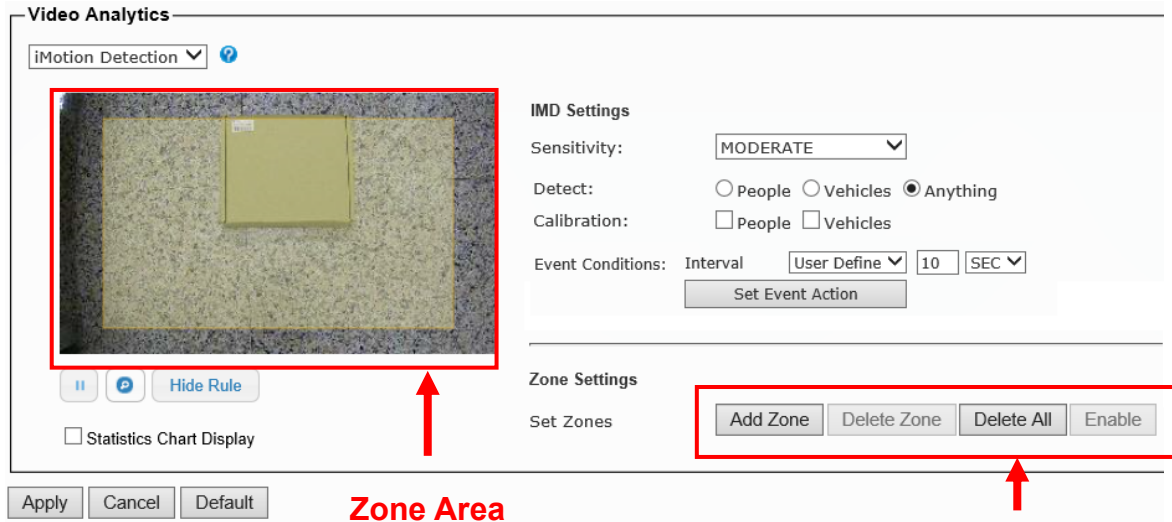 Video Analytics
iMotion Detection ?
IMD Settings
Sensitivity: MODERATE
Detect: People Vehicles Anything
Calibration: People Vehicles
Event Conditions: Interval User Define 10 SEC
Set Event Action
Hide Rule
Zone Settings
Set Zones Add Zone Delete Zone Delete All Enable
Statistics Chart Display
Apply Cancel Default
Zone Area